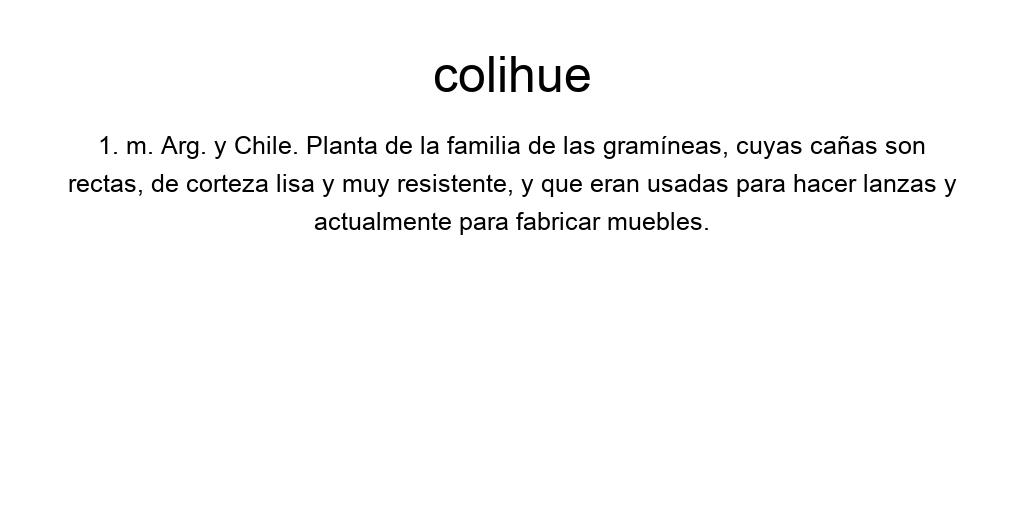 colihue
1. m. Arg. y Chile. Planta de la familia de las gramíneas, cuyas cañas son
rectas, de corteza lisa y muy resistente, y que eran usadas para hacer lanzas y
actualmente para fabricar muebles.